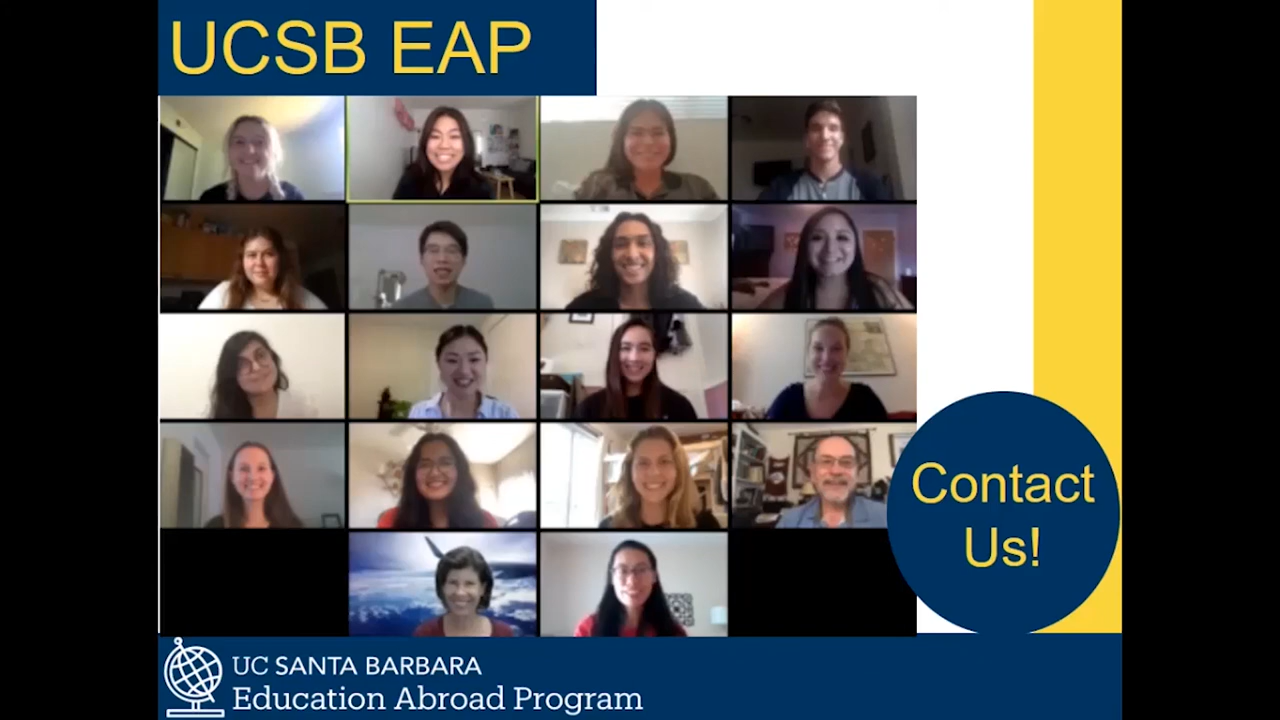 UCSB EAP
Contact
Us!
UC SANTA BARBARA
Education Abroad Program